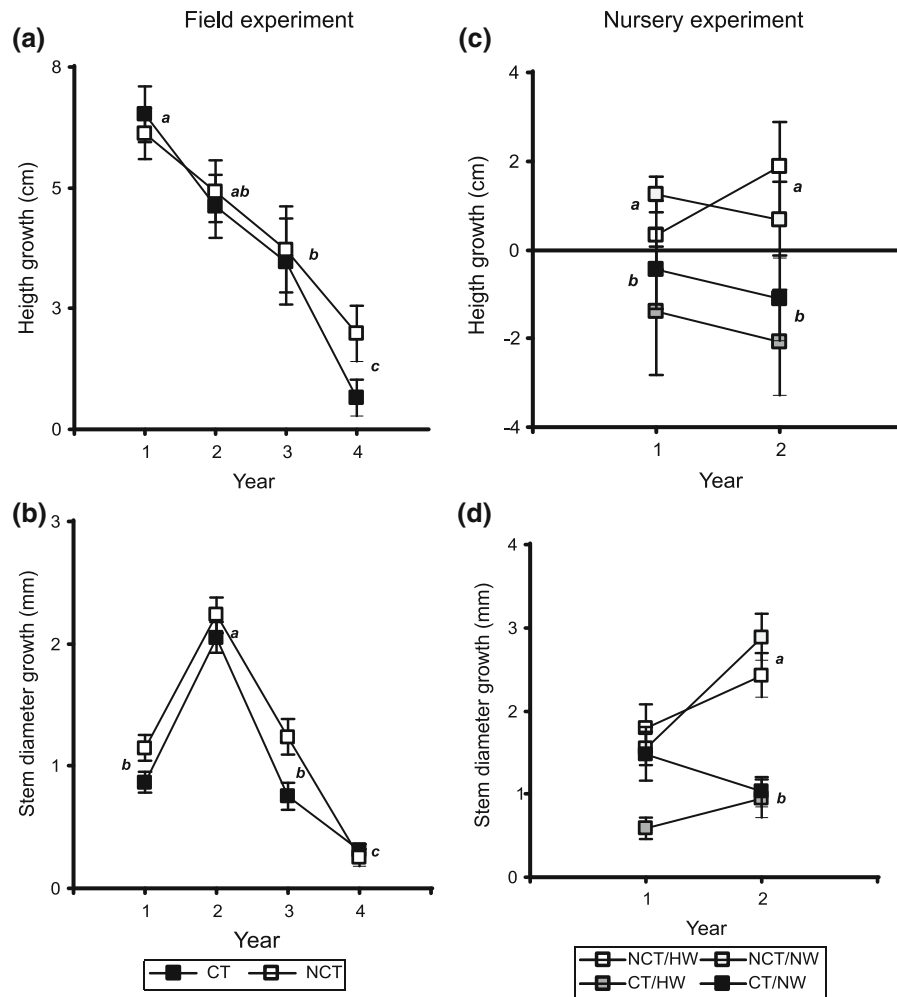 Field experiment
Nursery experiment
(a)
8
5
3
0
Heigth growth (cm)
a
ab
b
c
1 2 3 4
Year
(c)
4
2
0
-2
-4
Heigth growth (cm)
a
a
b
b
1 2
Year
(b)
3
2
1
0
Stem diameter growth (mm)
b
a
b
c
1 2 3 4
Year
CT NCT
(d)
4
3
2
1
0
Stem diameter growth (mm)
a
b
1 2
Year
NCT/HW NCT/NW
CT/HW CT/NW